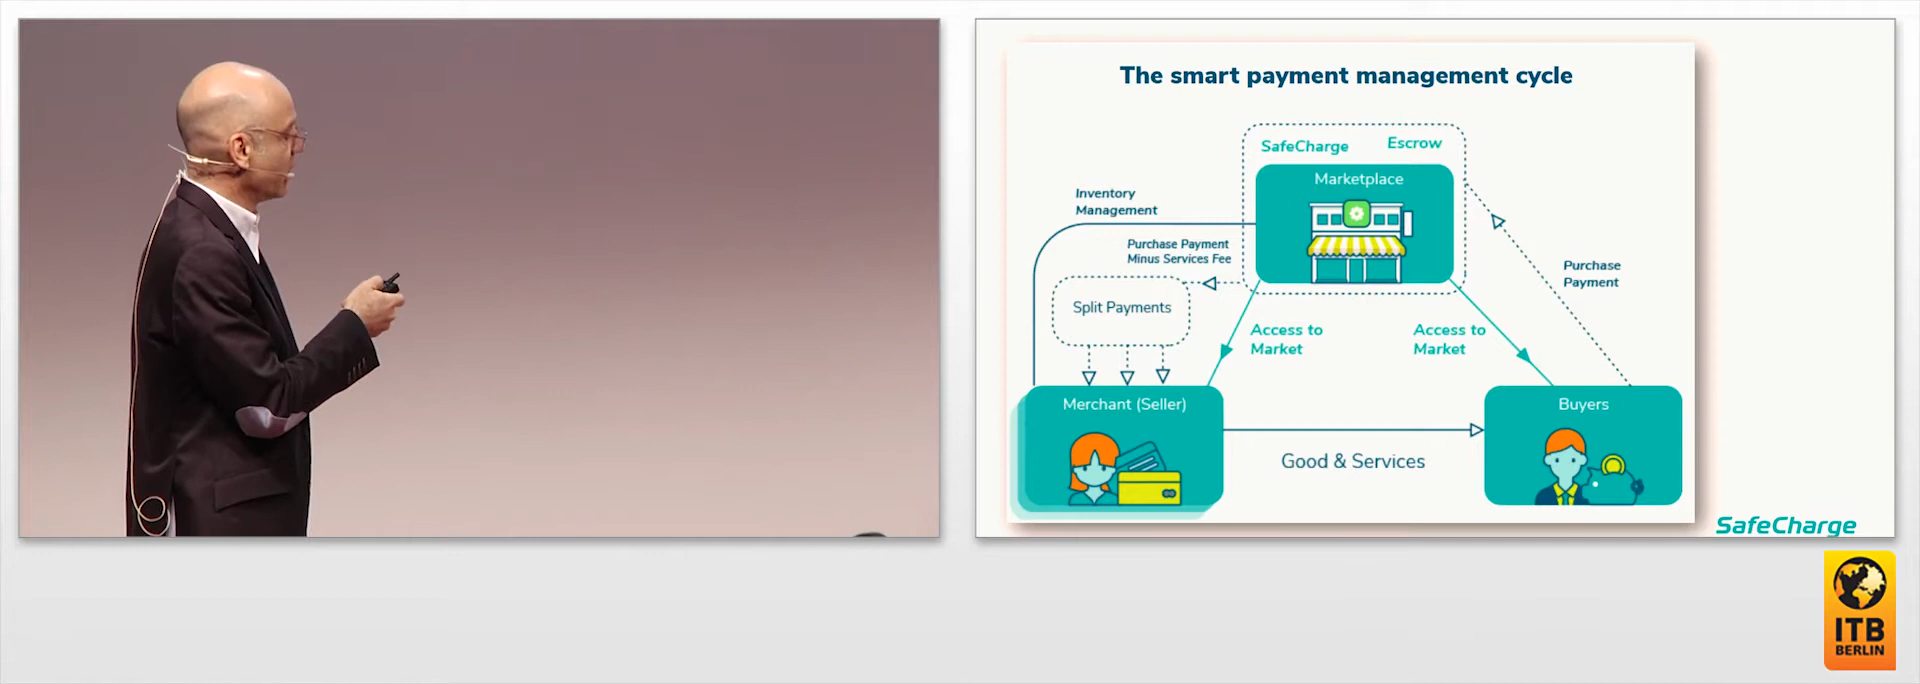 The smart payment management cycle
SafeCharge
Escrow
Marketplace
Inventory
Management
Purchase Payment
Minus Services Fee
Split Payments
Purchase
Payment
Access to
Market
Access to
Market
Merchant (Seller)
Buyers
Good & Services
SafeCharge
ITB
BERLIN